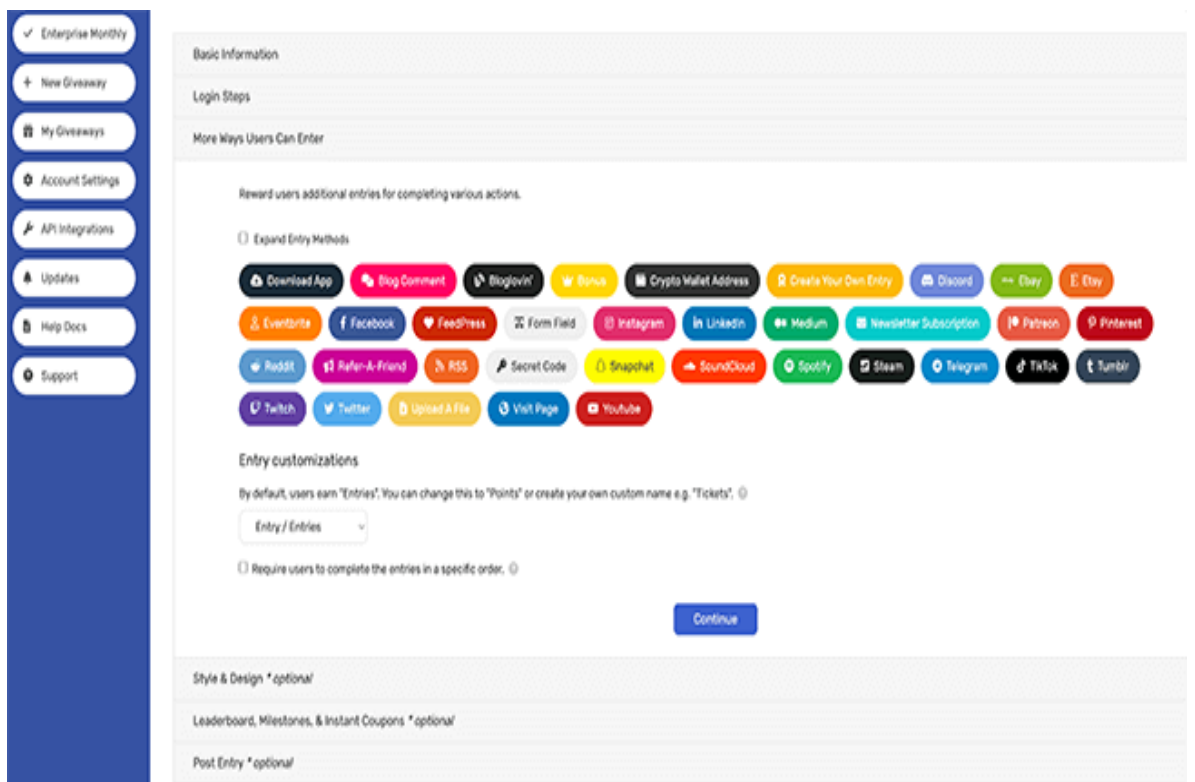 Enterprise Monthly
New Giveaway
My Giveaways
Account Settings
API Integrations
Updates
Help Docs
Support
Basic Information
Login Steps
More Ways Users Can Enter
Reward users additional entries for completing various actions.
Expand Entry Methods
Download App Blog Comment Bloglovin' Bonus Crypto Wallet Address Create Your Own Entry Discord Ebay Etsy
Eventbrite Facebook FeedPress Form Field Instagram LinkedIn Medium Newsletter Subscription Patreon Pinterest
Reddit Refer-A-Friend RSS Secret Code Snapchat SoundCloud Spotify Steam Telegram TikTok Tumblr
Twitch Twitter Upload A File Visit Page Youtube
Entry customizations
By default, users earn "Entries". You can change this to "Points" or create your own custom name e.g. "Tickets".
Entry / Entries
Require users to complete the entries in a specific order.
Continue
Style & Design * optional
Leaderboard, Milestones, & Instant Coupons * optional
Post Entry * optional